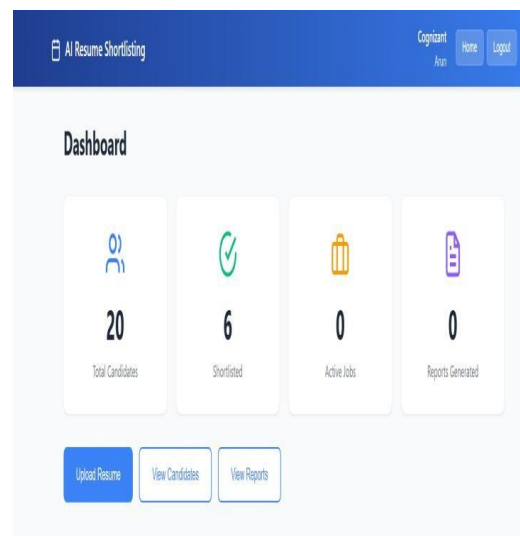 AI Resume Shortlisting
Cognizant
Arun
Home
Logout
Dashboard
20
Total Candidates
6
Shortlisted
0
Active Jobs
0
Reports Generated
Upload Resume
View Candidates
View Reports